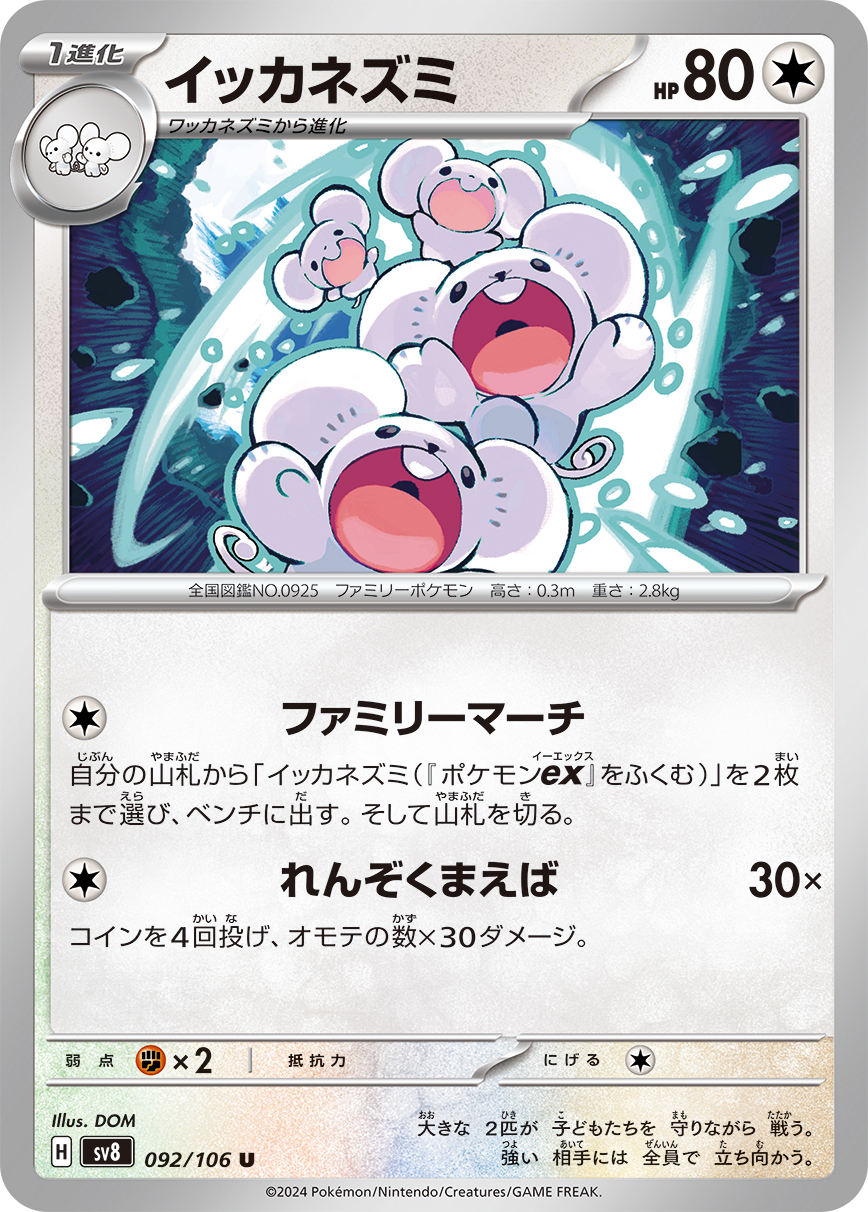 1進化
イッカネズミ
HP80
ワッカネズミから進化
全国図鑑NO.0925 ファミリーポケモン 高さ:0.3m 重さ:2.8kg
ファミリーマーチ
自分の山札から「イッカネズミ(『ポケモンex』をふくむ)」を2枚
まで選び、ベンチに出す。そして山札を切る。
れんぞくまえば 30×
コインを4回投げ、オモテの数×30ダメージ。
弱点 ×2 抵抗力 にげる
Illus. DOM
大きな 2匹が 子どもたちを 守りながら 戦う。
強い 相手には 全員で 立ち向かう。
H sv8 092/106 U
©2024 Pokémon/Nintendo/Creatures/GAME FREAK.